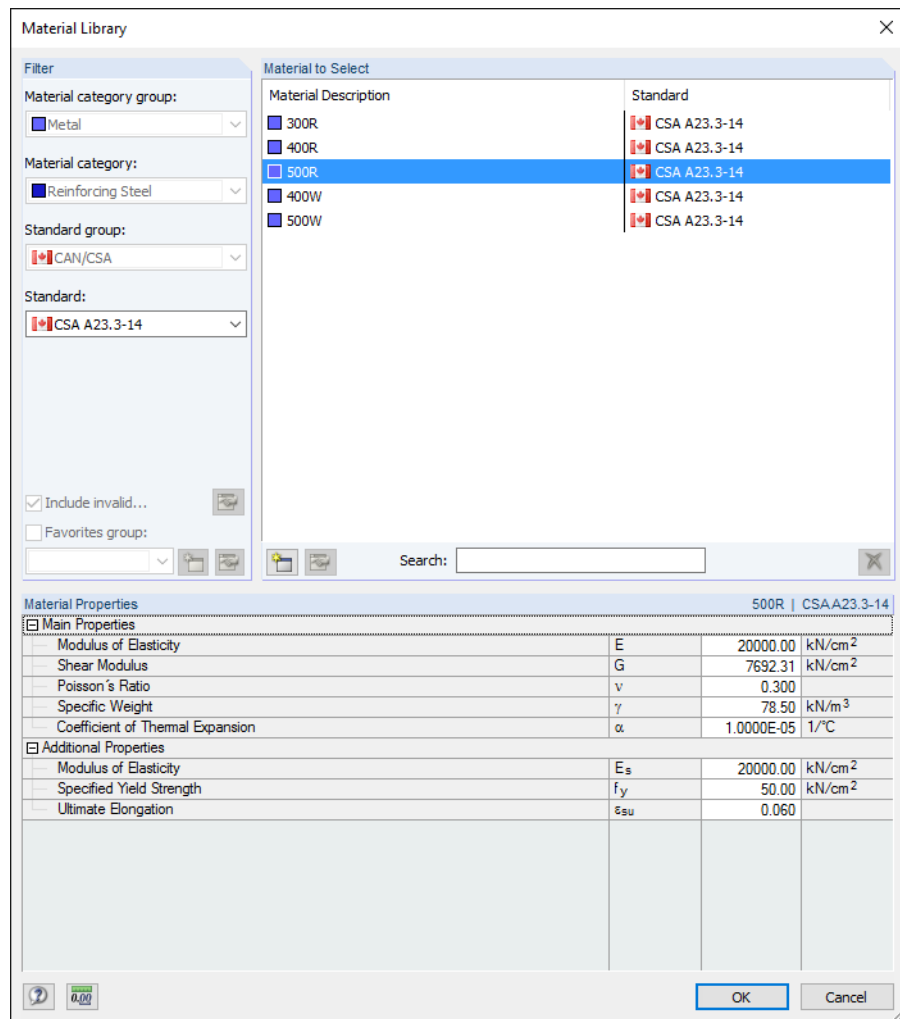 Material Library
Filter
Material category group:
Metal
Material category:
Reinforcing Steel
Standard group:
CAN/CSA
Standard:
CSA A23.3-14
Include invalid...
Favorites group:
Material to Select
Material Description Standard
300R CSA A23.3-14
400R CSA A23.3-14
500R CSA A23.3-14
400W CSA A23.3-14
500W CSA A23.3-14
Search:
Material Properties 500R | CSA A23.3-14
Main Properties
Modulus of Elasticity E 20000.00 kN/cm²
Shear Modulus G 7692.31 kN/cm²
Poisson´s Ratio ν 0.300
Specific Weight γ 78.50 kN/m³
Coefficient of Thermal Expansion α 1.0000E-05 1/°C
Additional Properties
Modulus of Elasticity Es 20000.00 kN/cm²
Specified Yield Strength fy 50.00 kN/cm²
Ultimate Elongation εsu 0.060
0.00
OK Cancel